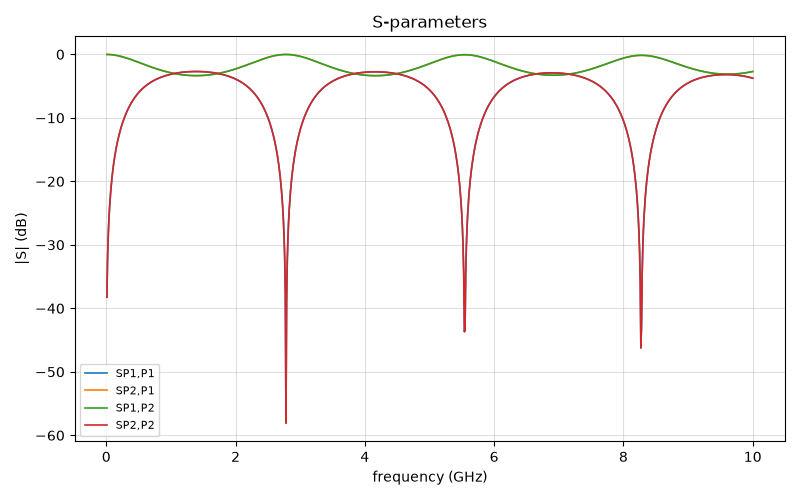 S-parameters
0
−10
−20
−30
−40
−50
−60
|S| (dB)
SP1,P1
SP2,P1
SP1,P2
SP2,P2
0 2 4 6 8 10
frequency (GHz)